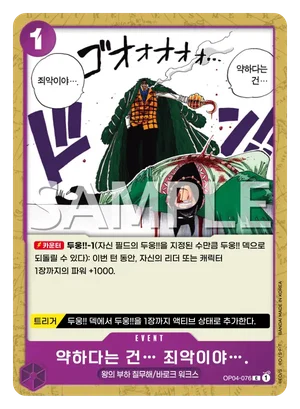 1
ゴオオオオオ…
죄악이야…
약하다는
건…
ドン
SAMPLE
카운터 두웅!!-1(자신 필드의 두웅!!을 지정된 수만큼 두웅!! 덱으로
되돌릴 수 있다): 이번 턴 동안, 자신의 리더 또는 캐릭터
1장까지의 파워 +1000.
트리거 두웅!! 덱에서 두웅!!을 1장까지 액티브 상태로 추가한다.
EVENT
약하다는 건… 죄악이야….
왕의 부하 칠무해/바로크 워크스
OP04-076
1